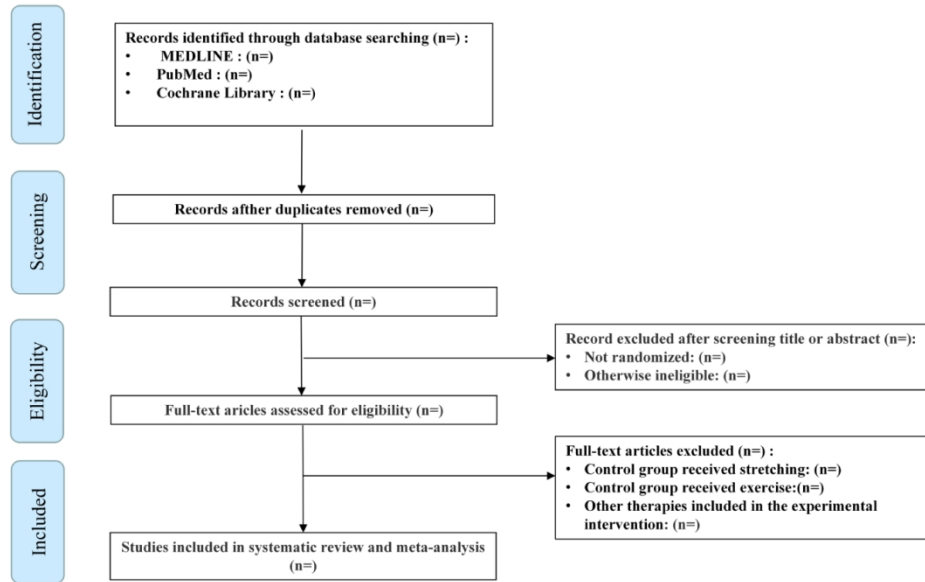 Identification
Records identified through database searching (n=) :
• MEDLINE : (n=)
• PubMed : (n=)
• Cochrane Library : (n=)
Screening
Records afther duplicates removed (n=)
Records screened (n=)
Eligibility
Record excluded after screening title or abstract (n=):
• Not randomized: (n=)
• Otherwise ineligible: (n=)
Full-text aricles assessed for eligibility (n=)
Full-text articles excluded (n=) :
• Control group received stretching: (n=)
• Control group received exercise:(n=)
• Other therapies included in the experimental
intervention: (n=)
Included
Studies included in systematic review and meta-analysis
(n=)